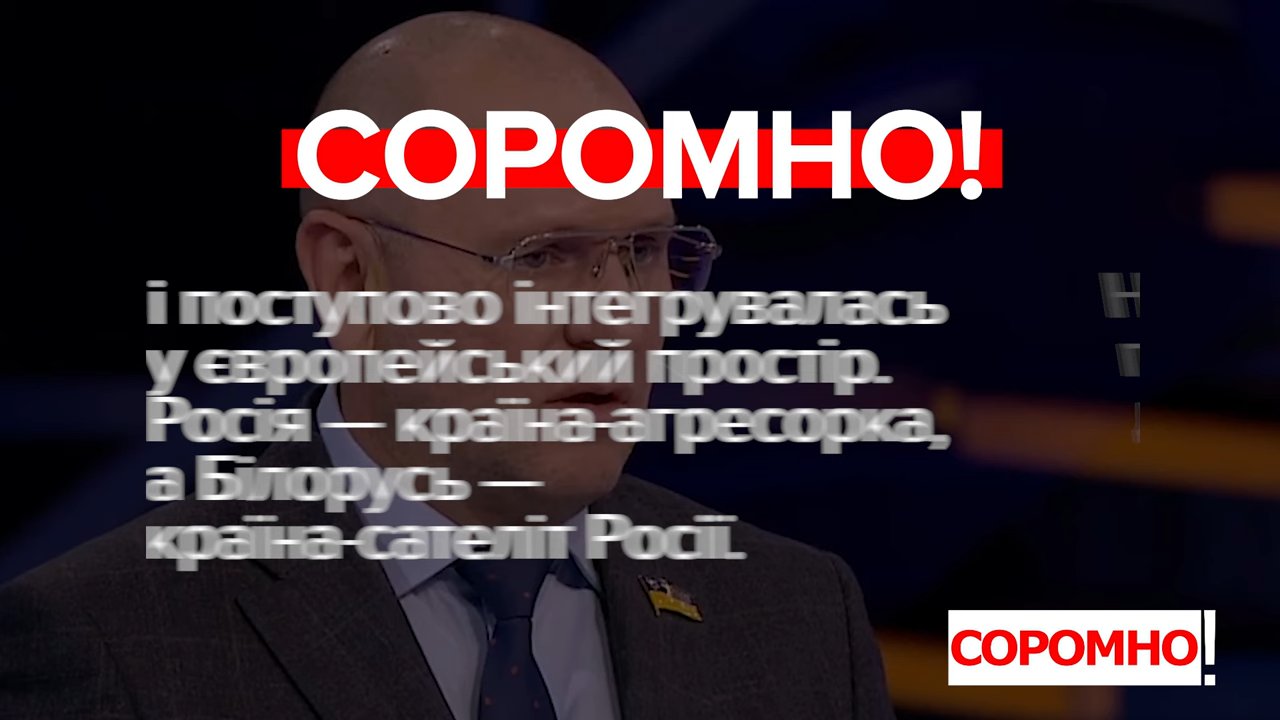 СОРОМНО!
і поступово інтегрувалась
у європейський простір.
Росія — країна-агресорка,
а Білорусь —
країна-сателіт Росії.
СОРОМНО!